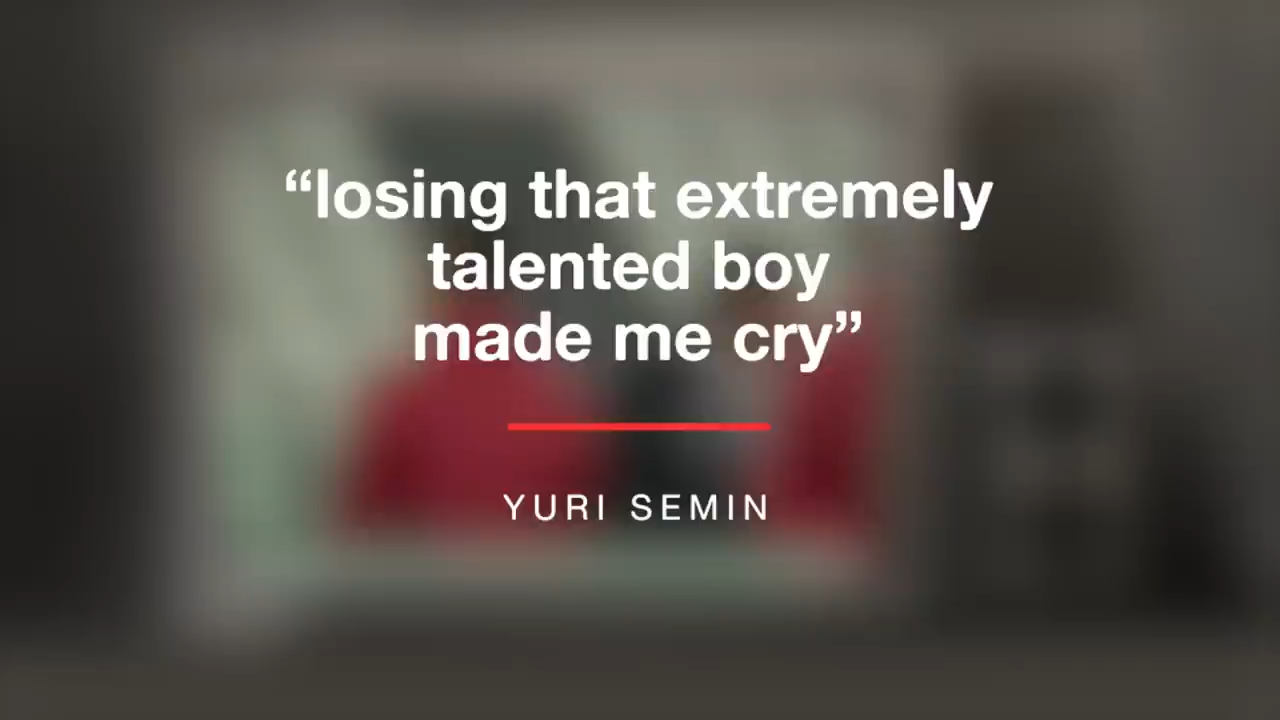 “losing that extremely
talented boy
made me cry”
YURI SEMIN